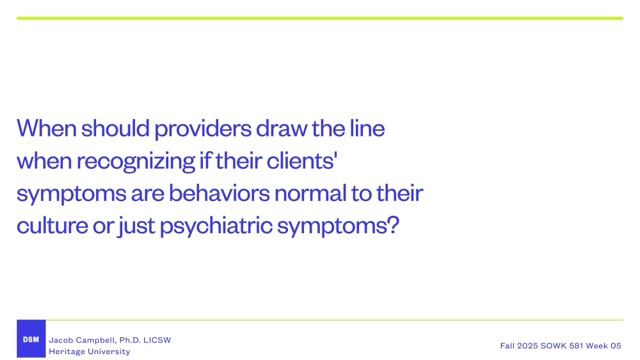 When should providers draw the line
when recognizing if their clients'
symptoms are behaviors normal to their
culture or just psychiatric symptoms?
DSM
Jacob Campbell, Ph.D. LICSW
Heritage University
Fall 2025 SOWK 581 Week 05